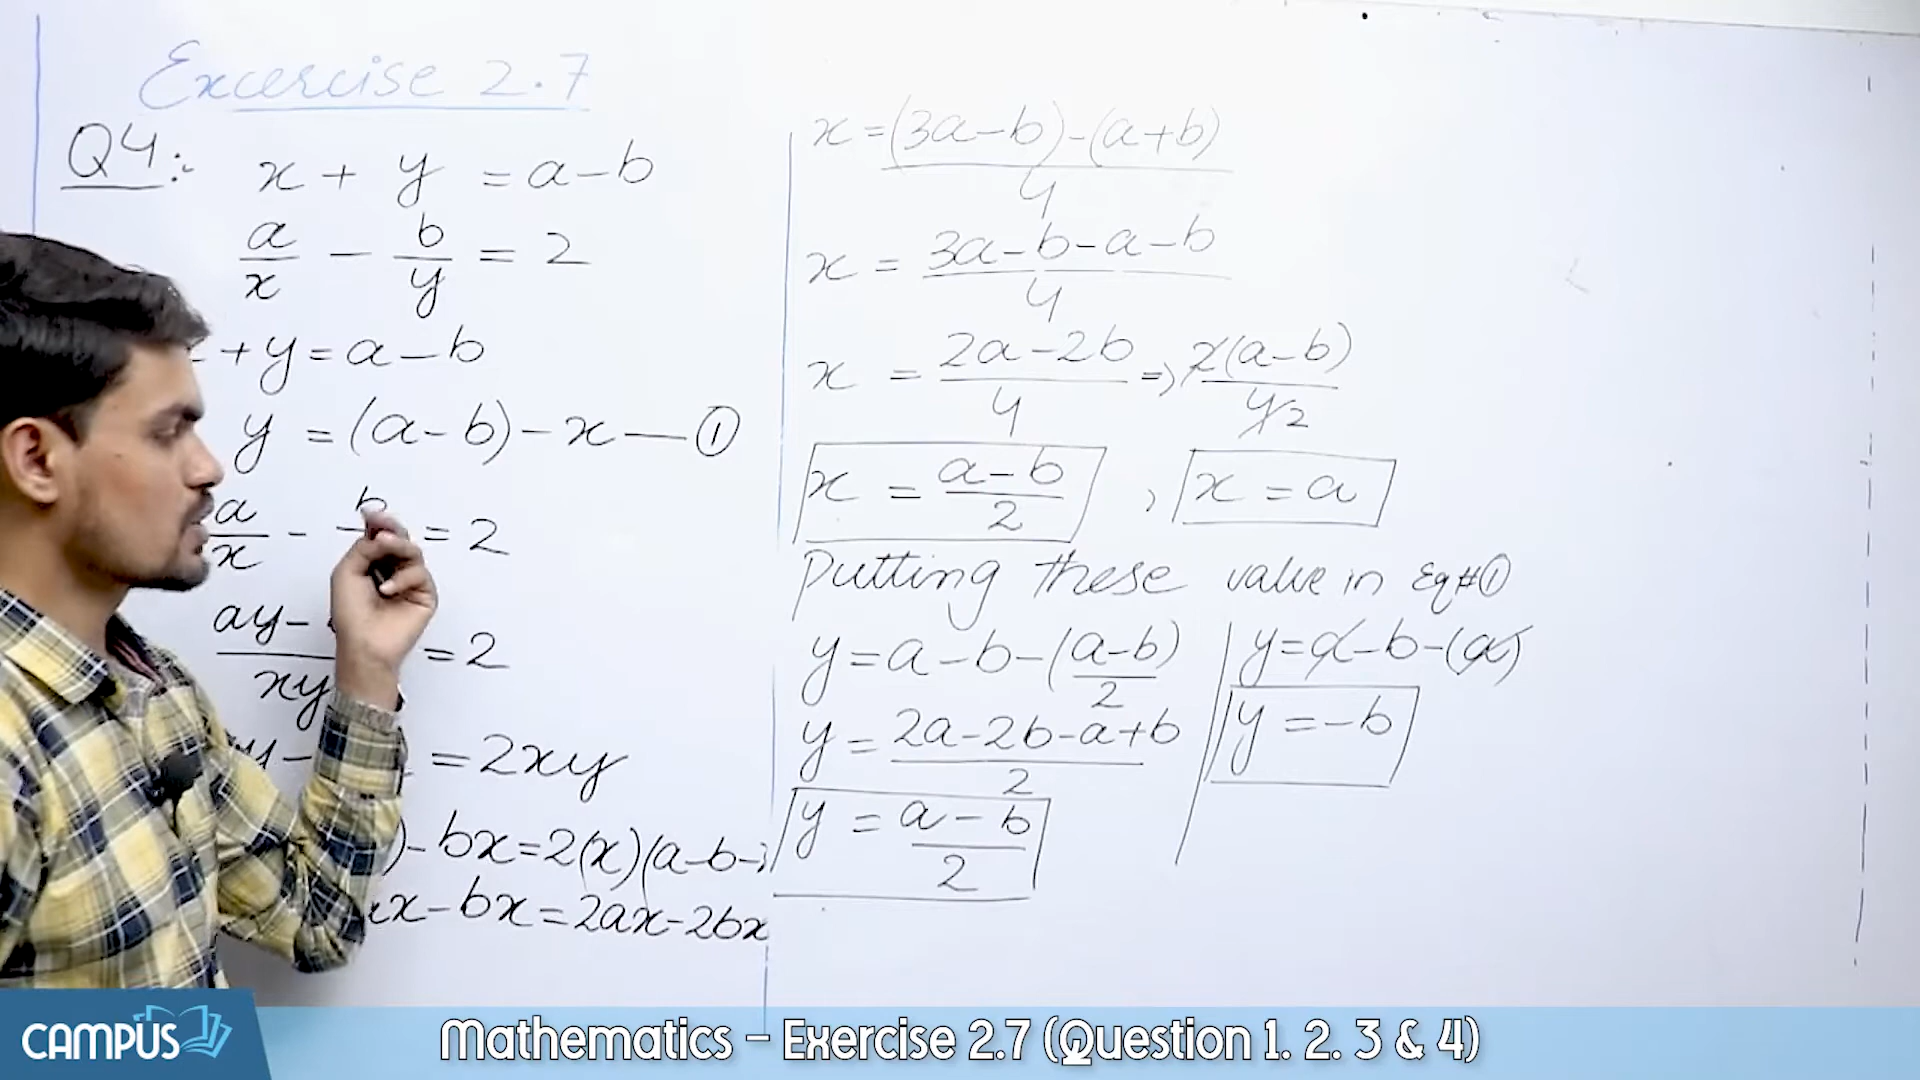 Excercise 2.7
Q4:- x + y = a - b
a/x - b/y = 2
+ y = a - b
y = (a - b) - x — ①
a/x - b = 2
ay - /xy = 2
y - = 2xy
) - bx = 2(x)(a - b -
x - bx = 2ax - 2bx
x = (3a - b) - (a + b)/4
x = 3a - b - a - b/4
x = 2a - 2b/4 ⇒ 2(a - b)/4 2
x = a - b/2 , x = a
Putting these value in Eq#①
y = a - b - (a - b)/2
y = 2a - 2b - a + b/2
y = a - b/2
y = a - b - (a)
y = -b
CAMPUS
Mathematics – Exercise 2.7 (Question 1. 2. 3 & 4)